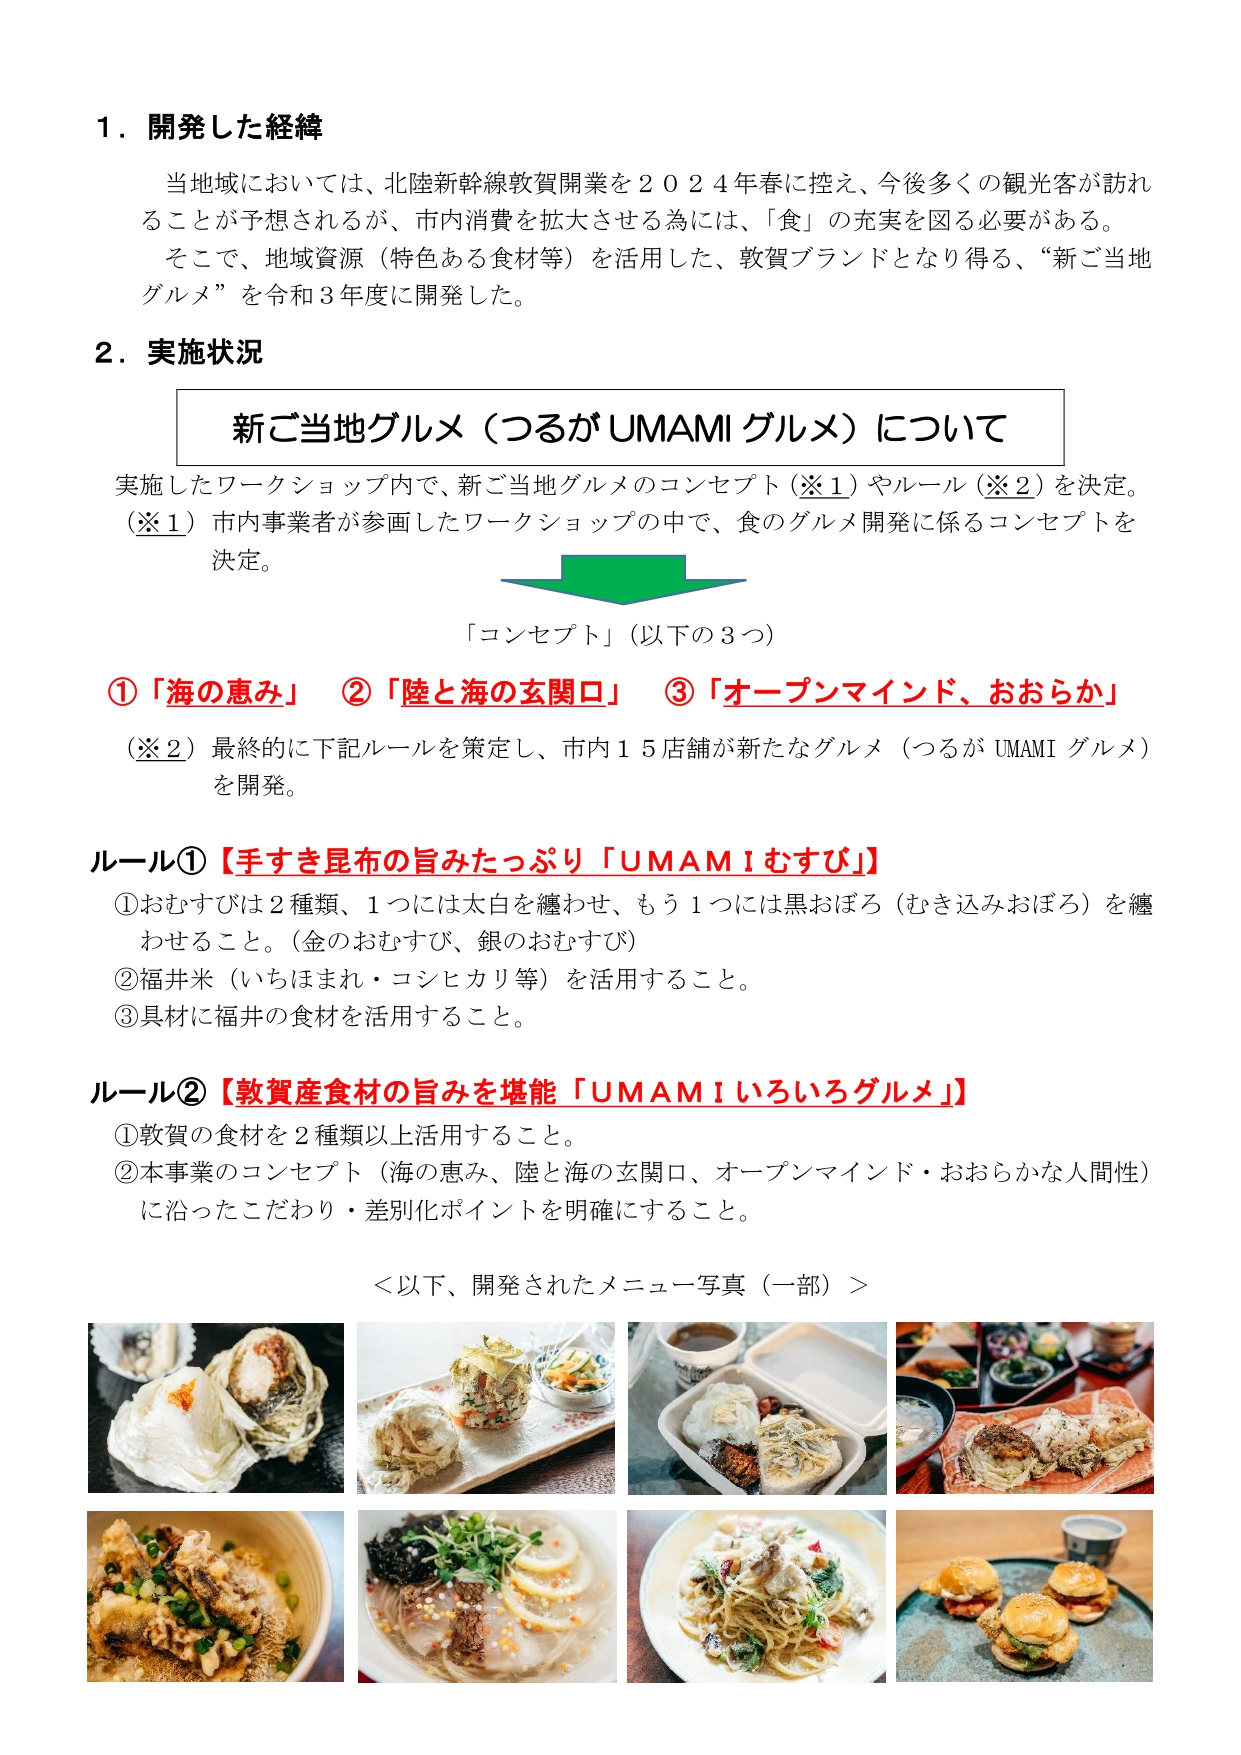 １．開発した経緯
当地域においては、北陸新幹線敦賀開業を２０２４年春に控え、今後多くの観光客が訪れ
ることが予想されるが、市内消費を拡大させる為には、「食」の充実を図る必要がある。
そこで、地域資源（特色ある食材等）を活用した、敦賀ブランドとなり得る、“新ご当地
グルメ”を令和３年度に開発した。
２．実施状況
新ご当地グルメ（つるが UMAMI グルメ）について
実施したワークショップ内で、新ご当地グルメのコンセプト（※１）やルール（※２）を決定。
（※１）市内事業者が参画したワークショップの中で、食のグルメ開発に係るコンセプトを
決定。
「コンセプト」（以下の３つ）
①「海の恵み」　②「陸と海の玄関口」　③「オープンマインド、おおらか」
（※２）最終的に下記ルールを策定し、市内１５店舗が新たなグルメ（つるが UMAMI グルメ）
を開発。
ルール①【手すき昆布の旨みたっぷり「ＵＭＡＭＩむすび」】
①おむすびは２種類、１つには太白を纏わせ、もう１つには黒おぼろ（むき込みおぼろ）を纏
わせること。（金のおむすび、銀のおむすび）
②福井米（いちほまれ・コシヒカリ等）を活用すること。
③具材に福井の食材を活用すること。
ルール②【敦賀産食材の旨みを堪能「ＵＭＡＭＩいろいろグルメ」】
①敦賀の食材を２種類以上活用すること。
②本事業のコンセプト（海の恵み、陸と海の玄関口、オープンマインド・おおらかな人間性）
に沿ったこだわり・差別化ポイントを明確にすること。
＜以下、開発されたメニュー写真（一部）＞